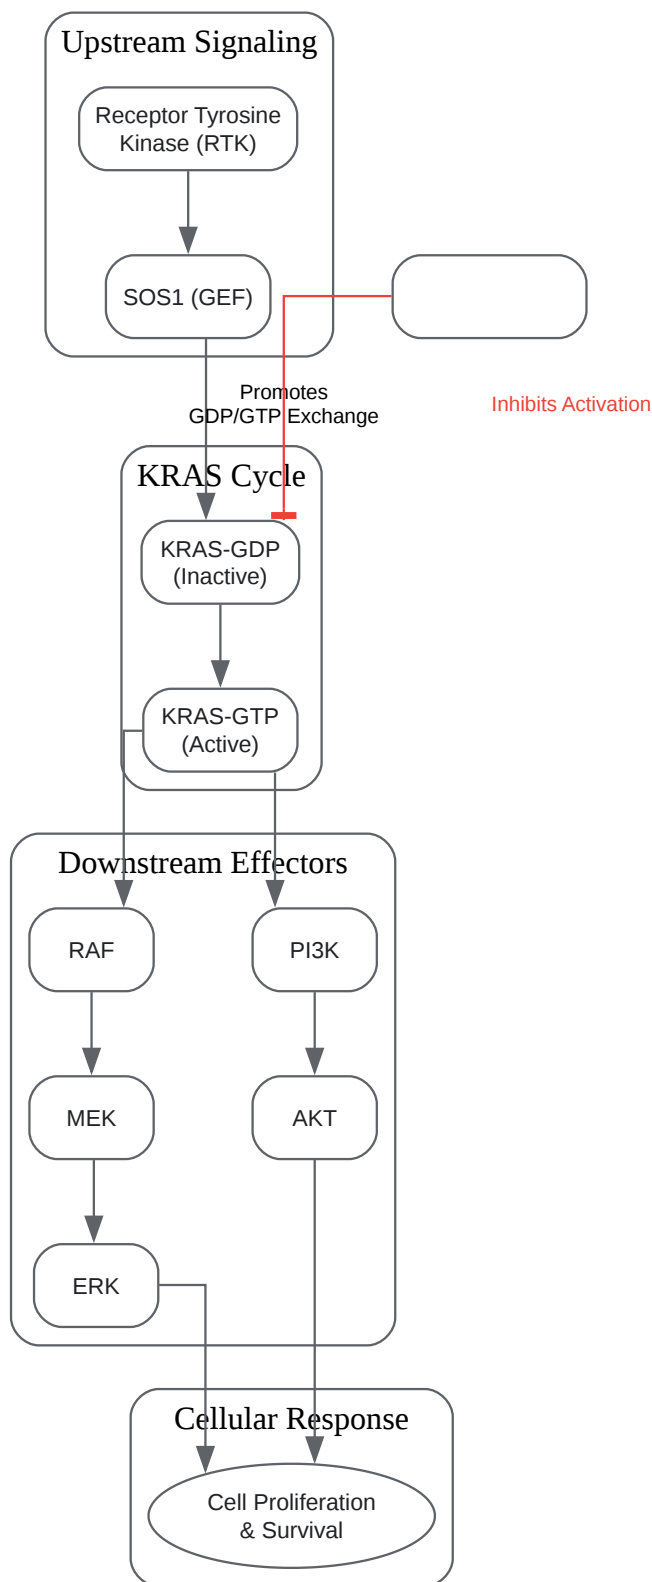 Upstream Signaling
Receptor Tyrosine
Kinase (RTK)
SOS1 (GEF)
Promotes
GDP/GTP Exchange
Inhibits Activation
KRAS Cycle
KRAS-GDP
(Inactive)
KRAS-GTP
(Active)
Downstream Effectors
RAF
PI3K
MEK
AKT
ERK
Cellular Response
Cell Proliferation
& Survival